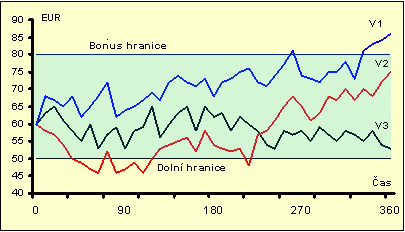 90 EUR V1
85
Bonus hranice
80
75 V2
70
65
60
55 V3
50
Dolní hranice
45 Čas
40
0 90 180 270 360